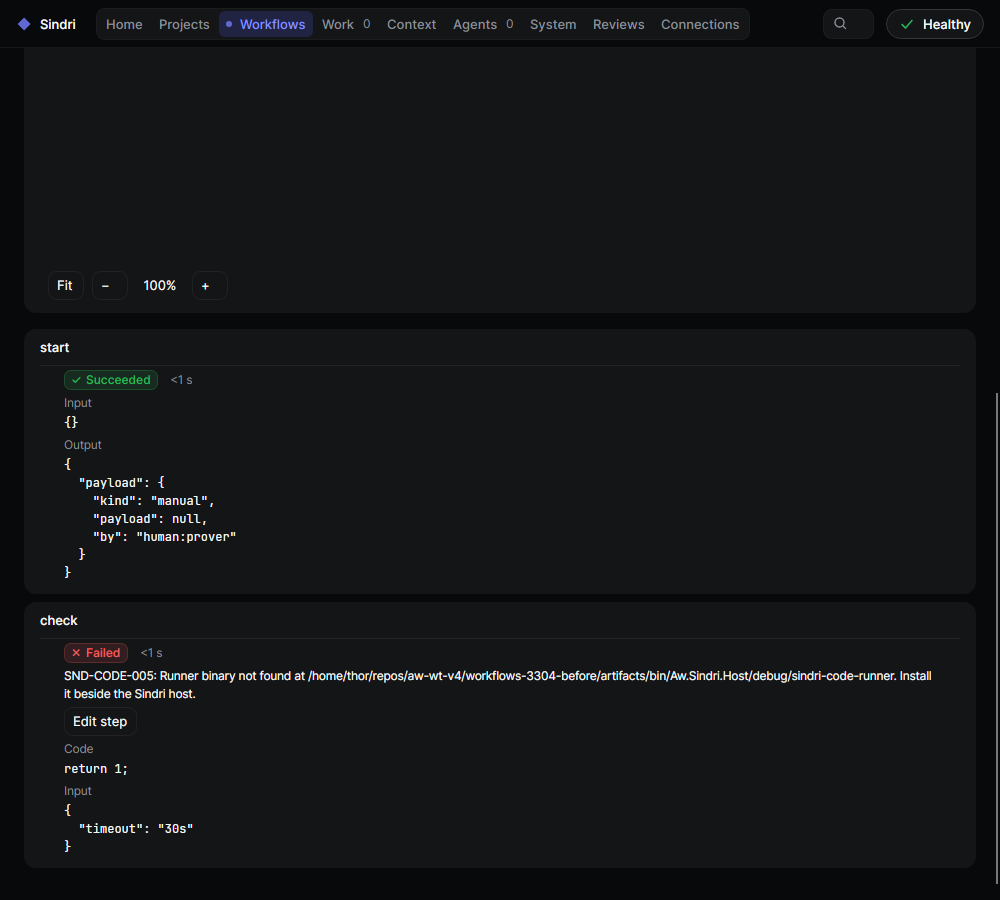 Sindri
Home Projects Workflows Work 0 Context Agents 0 System Reviews Connections
Healthy
Fit − 100% +
start
Succeeded <1 s
Input
{}
Output
{
  "payload": {
    "kind": "manual",
    "payload": null,
    "by": "human:prover"
  }
}
check
Failed <1 s
SND-CODE-005: Runner binary not found at /home/thor/repos/aw-wt-v4/workflows-3304-before/artifacts/bin/Aw.Sindri.Host/debug/sindri-code-runner. Install
it beside the Sindri host.
Edit step
Code
return 1;
Input
{
  "timeout": "30s"
}